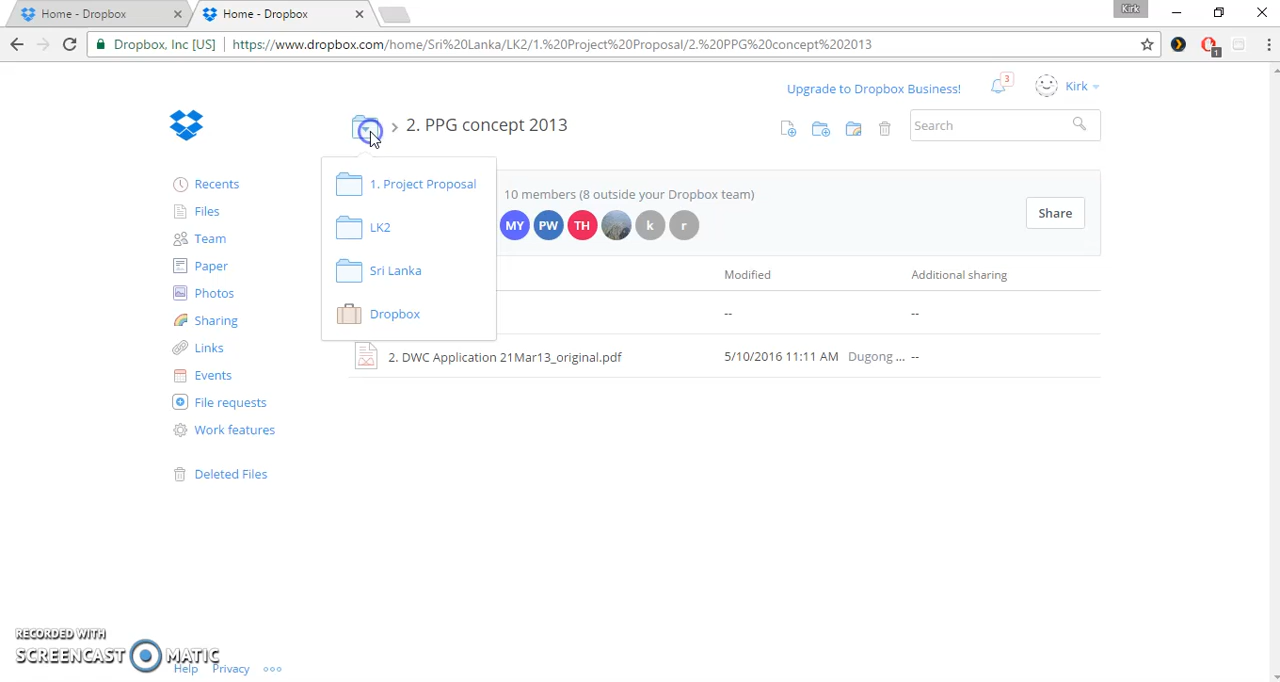 Home - Dropbox
Home - Dropbox
Kirk
Dropbox, Inc [US] https://www.dropbox.com/home/Sri%20Lanka/LK2/1.%20Project%20Proposal/2.%20PPG%20concept%202013
1
Upgrade to Dropbox Business!
3
Kirk
2. PPG concept 2013
Search
1. Project Proposal
LK2
Sri Lanka
Dropbox
10 members (8 outside your Dropbox team)
MY PW TH k r
Share
Recents
Files
Team
Paper
Photos
Sharing
Links
Events
File requests
Work features
Deleted Files
Modified Additional sharing
-- --
2. DWC Application 21Mar13_original.pdf 5/10/2016 11:11 AM Dugong ... --
RECORDED WITH
SCREENCAST MATIC
Help Privacy